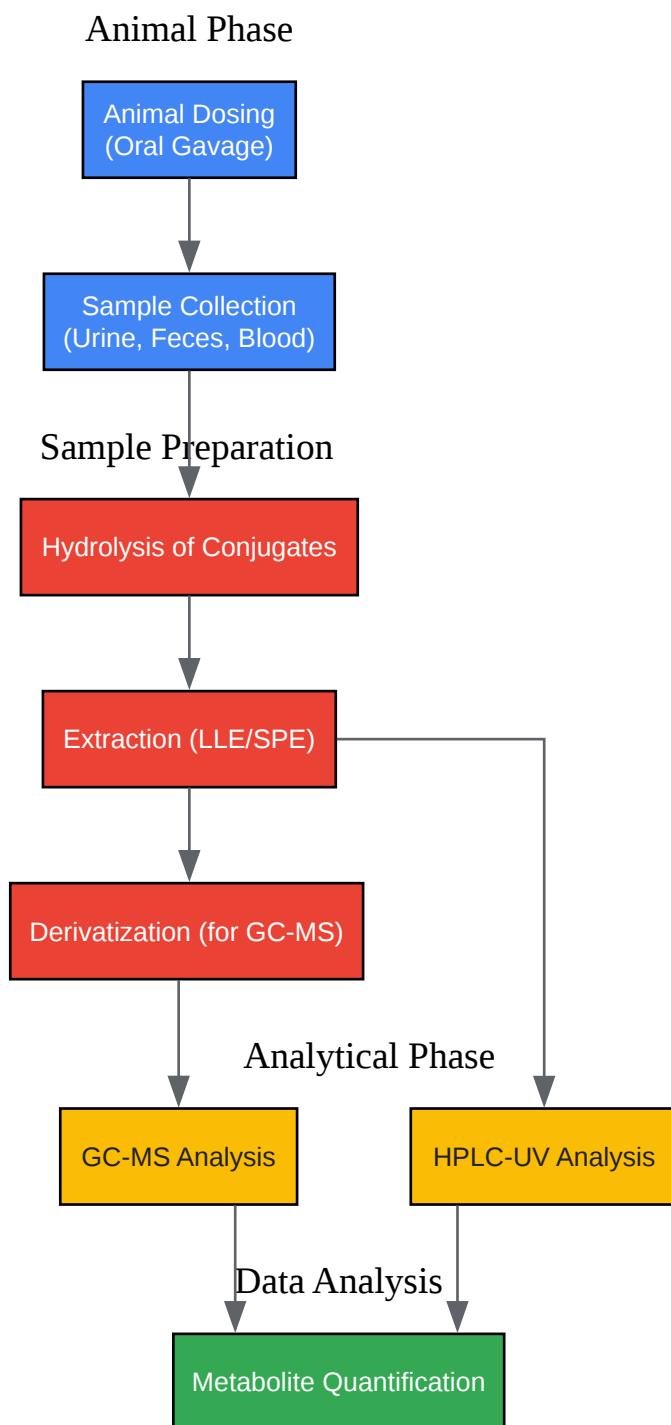 Animal Phase
Animal Dosing
(Oral Gavage)
Sample Collection
(Urine, Feces, Blood)
Sample Preparation
Hydrolysis of Conjugates
Extraction (LLE/SPE)
Derivatization (for GC-MS)
Analytical Phase
GC-MS Analysis
HPLC-UV Analysis
Data Analysis
Metabolite Quantification